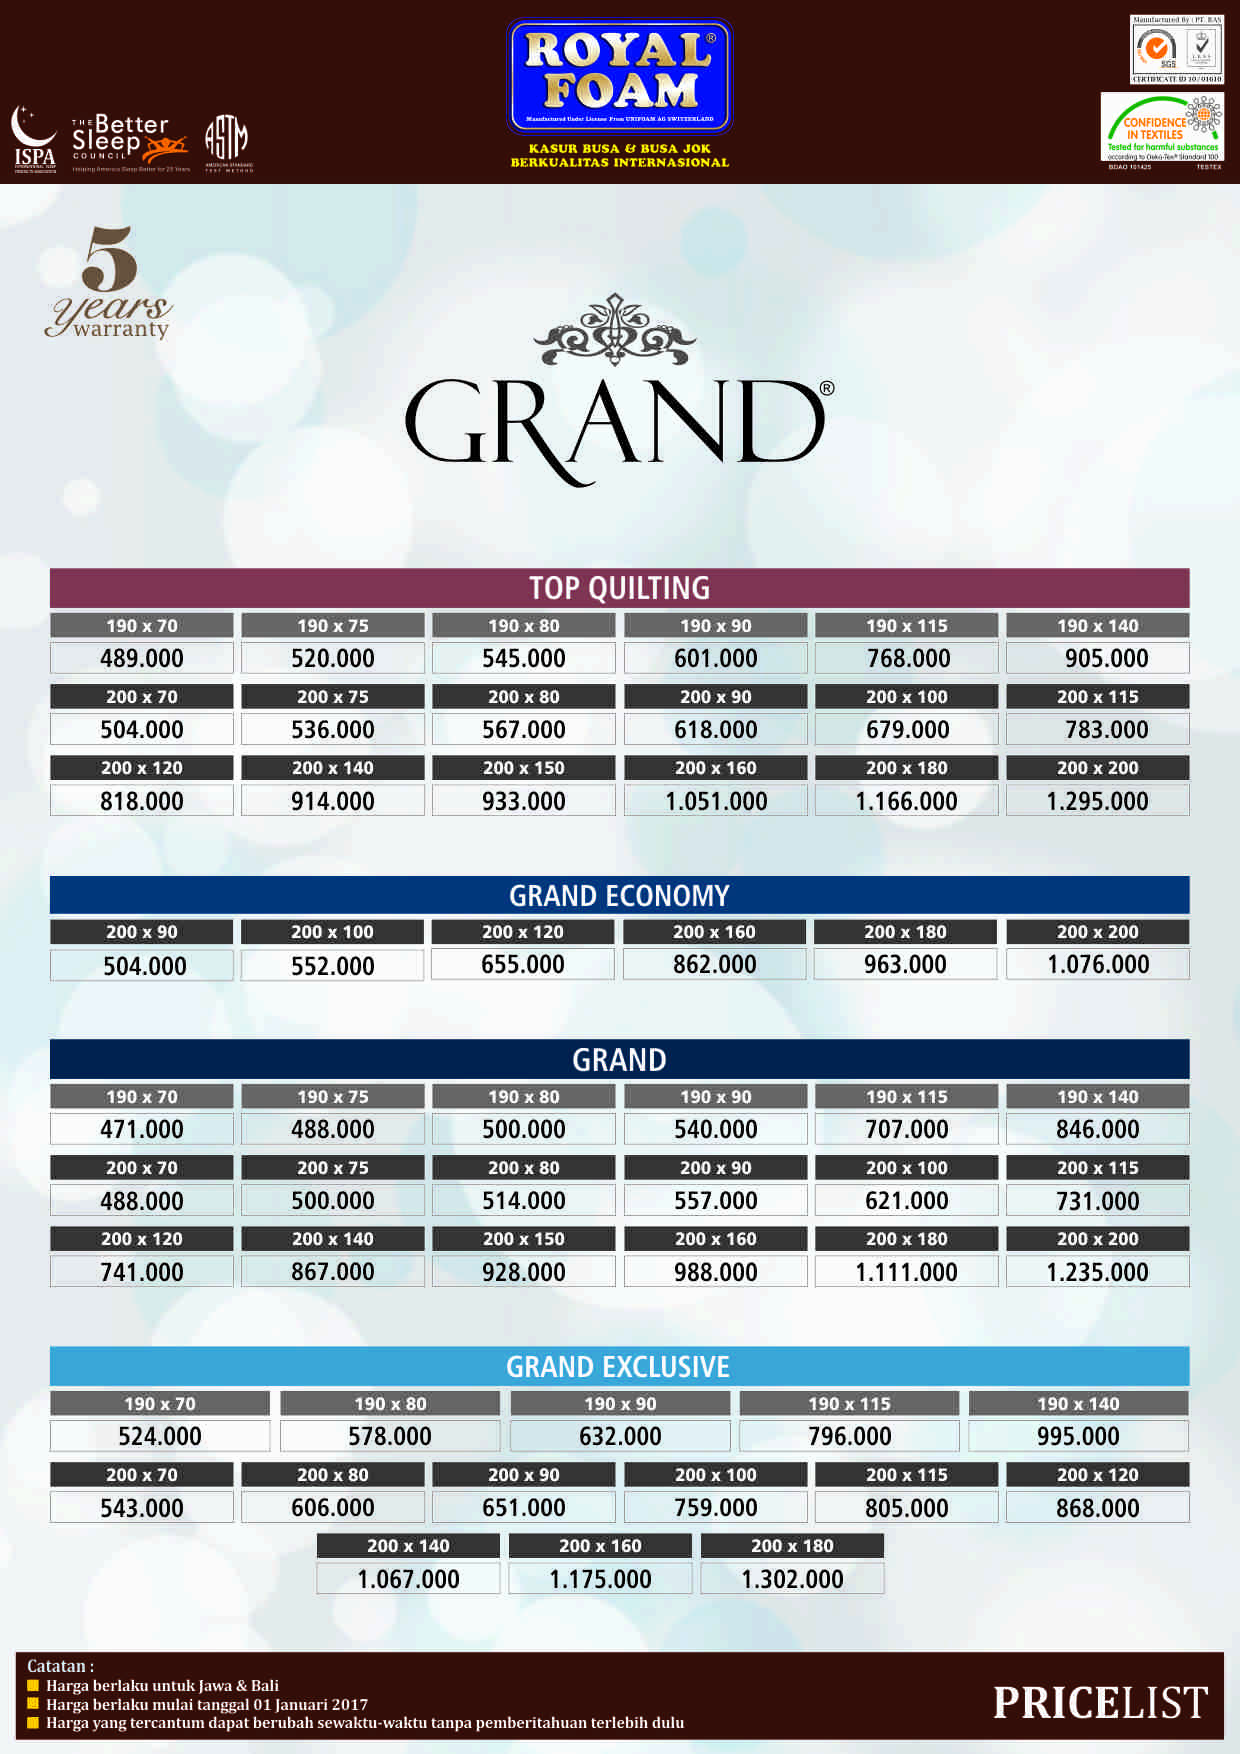 ROYAL®
FOAM
Manufactured Under License From UNIFOAM AG SWITZERLAND
KASUR BUSA & BUSA JOK
BERKUALITAS INTERNASIONAL
Manufactured By : PT. BAS
SGS
CERTIFICATE ID 10 / 01610
CONFIDENCE
IN TEXTILES
Tested for harmful substances
according to Oeko-Tex® Standard 100
BDAO 101425 TESTEX
ISPA
THE Better
Sleep
COUNCIL
Helping America Sleep Better for 25 Years
ASTM
AMERICAN STANDARD
TEST METHOD
5
years
warranty
GRAND®
TOP QUILTING
190 x 70 190 x 75 190 x 80 190 x 90 190 x 115 190 x 140
489.000 520.000 545.000 601.000 768.000 905.000
200 x 70 200 x 75 200 x 80 200 x 90 200 x 100 200 x 115
504.000 536.000 567.000 618.000 679.000 783.000
200 x 120 200 x 140 200 x 150 200 x 160 200 x 180 200 x 200
818.000 914.000 933.000 1.051.000 1.166.000 1.295.000
GRAND ECONOMY
200 x 90 200 x 100 200 x 120 200 x 160 200 x 180 200 x 200
504.000 552.000 655.000 862.000 963.000 1.076.000
GRAND
190 x 70 190 x 75 190 x 80 190 x 90 190 x 115 190 x 140
471.000 488.000 500.000 540.000 707.000 846.000
200 x 70 200 x 75 200 x 80 200 x 90 200 x 100 200 x 115
488.000 500.000 514.000 557.000 621.000 731.000
200 x 120 200 x 140 200 x 150 200 x 160 200 x 180 200 x 200
741.000 867.000 928.000 988.000 1.111.000 1.235.000
GRAND EXCLUSIVE
190 x 70 190 x 80 190 x 90 190 x 115 190 x 140
524.000 578.000 632.000 796.000 995.000
200 x 70 200 x 80 200 x 90 200 x 100 200 x 115 200 x 120
543.000 606.000 651.000 759.000 805.000 868.000
200 x 140 200 x 160 200 x 180
1.067.000 1.175.000 1.302.000
Catatan :
Harga berlaku untuk Jawa & Bali
Harga berlaku mulai tanggal 01 Januari 2017
Harga yang tercantum dapat berubah sewaktu-waktu tanpa pemberitahuan terlebih dulu
PRICELIST